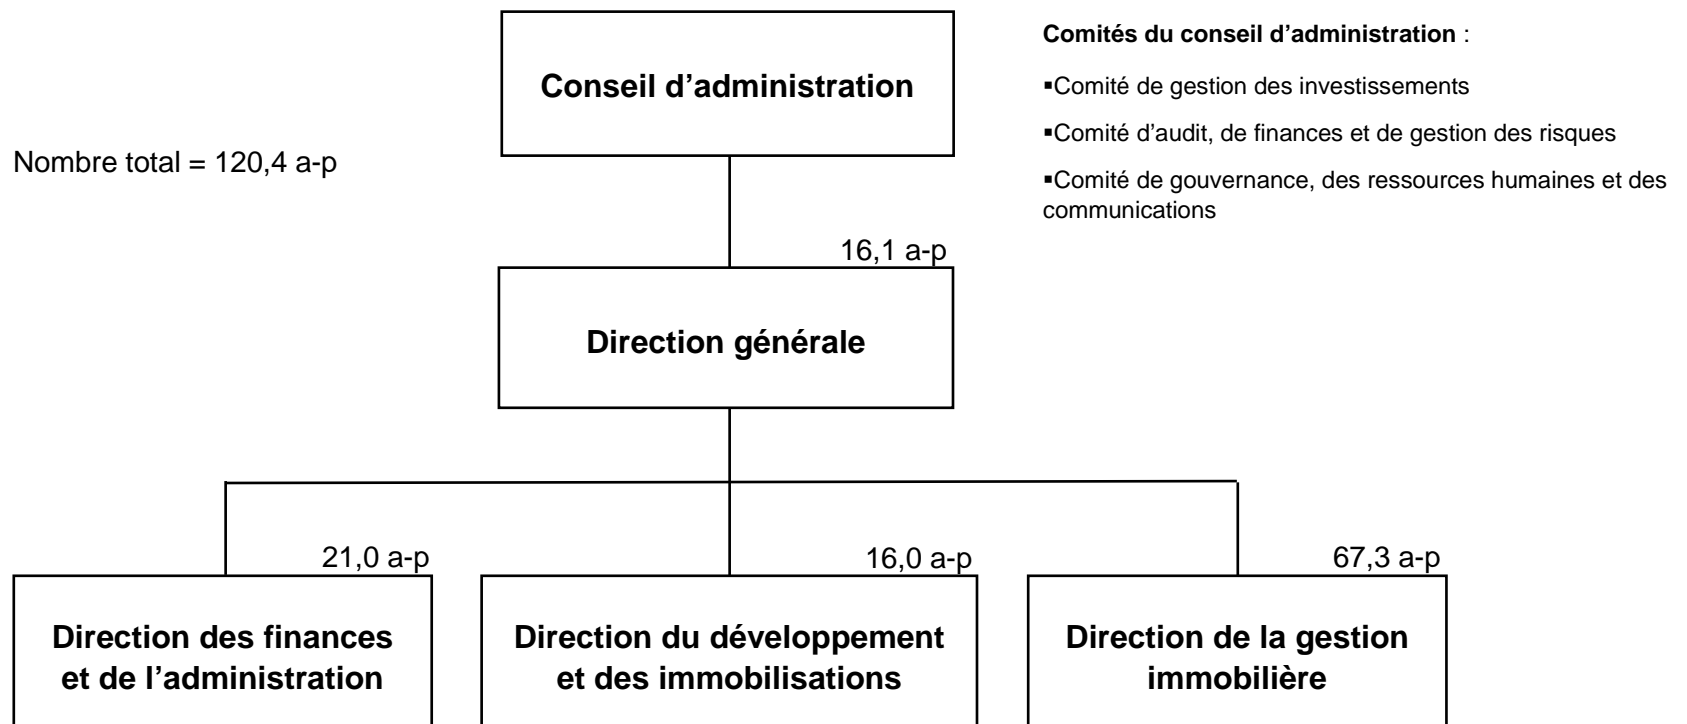 Conseil d’administration
Comités du conseil d’administration :
▪Comité de gestion des investissements
▪Comité d’audit, de finances et de gestion des risques
▪Comité de gouvernance, des ressources humaines et des
communications
Nombre total = 120,4 a-p
16,1 a-p
Direction générale
21,0 a-p
Direction des finances
et de l’administration
16,0 a-p
Direction du développement
et des immobilisations
67,3 a-p
Direction de la gestion
immobilière